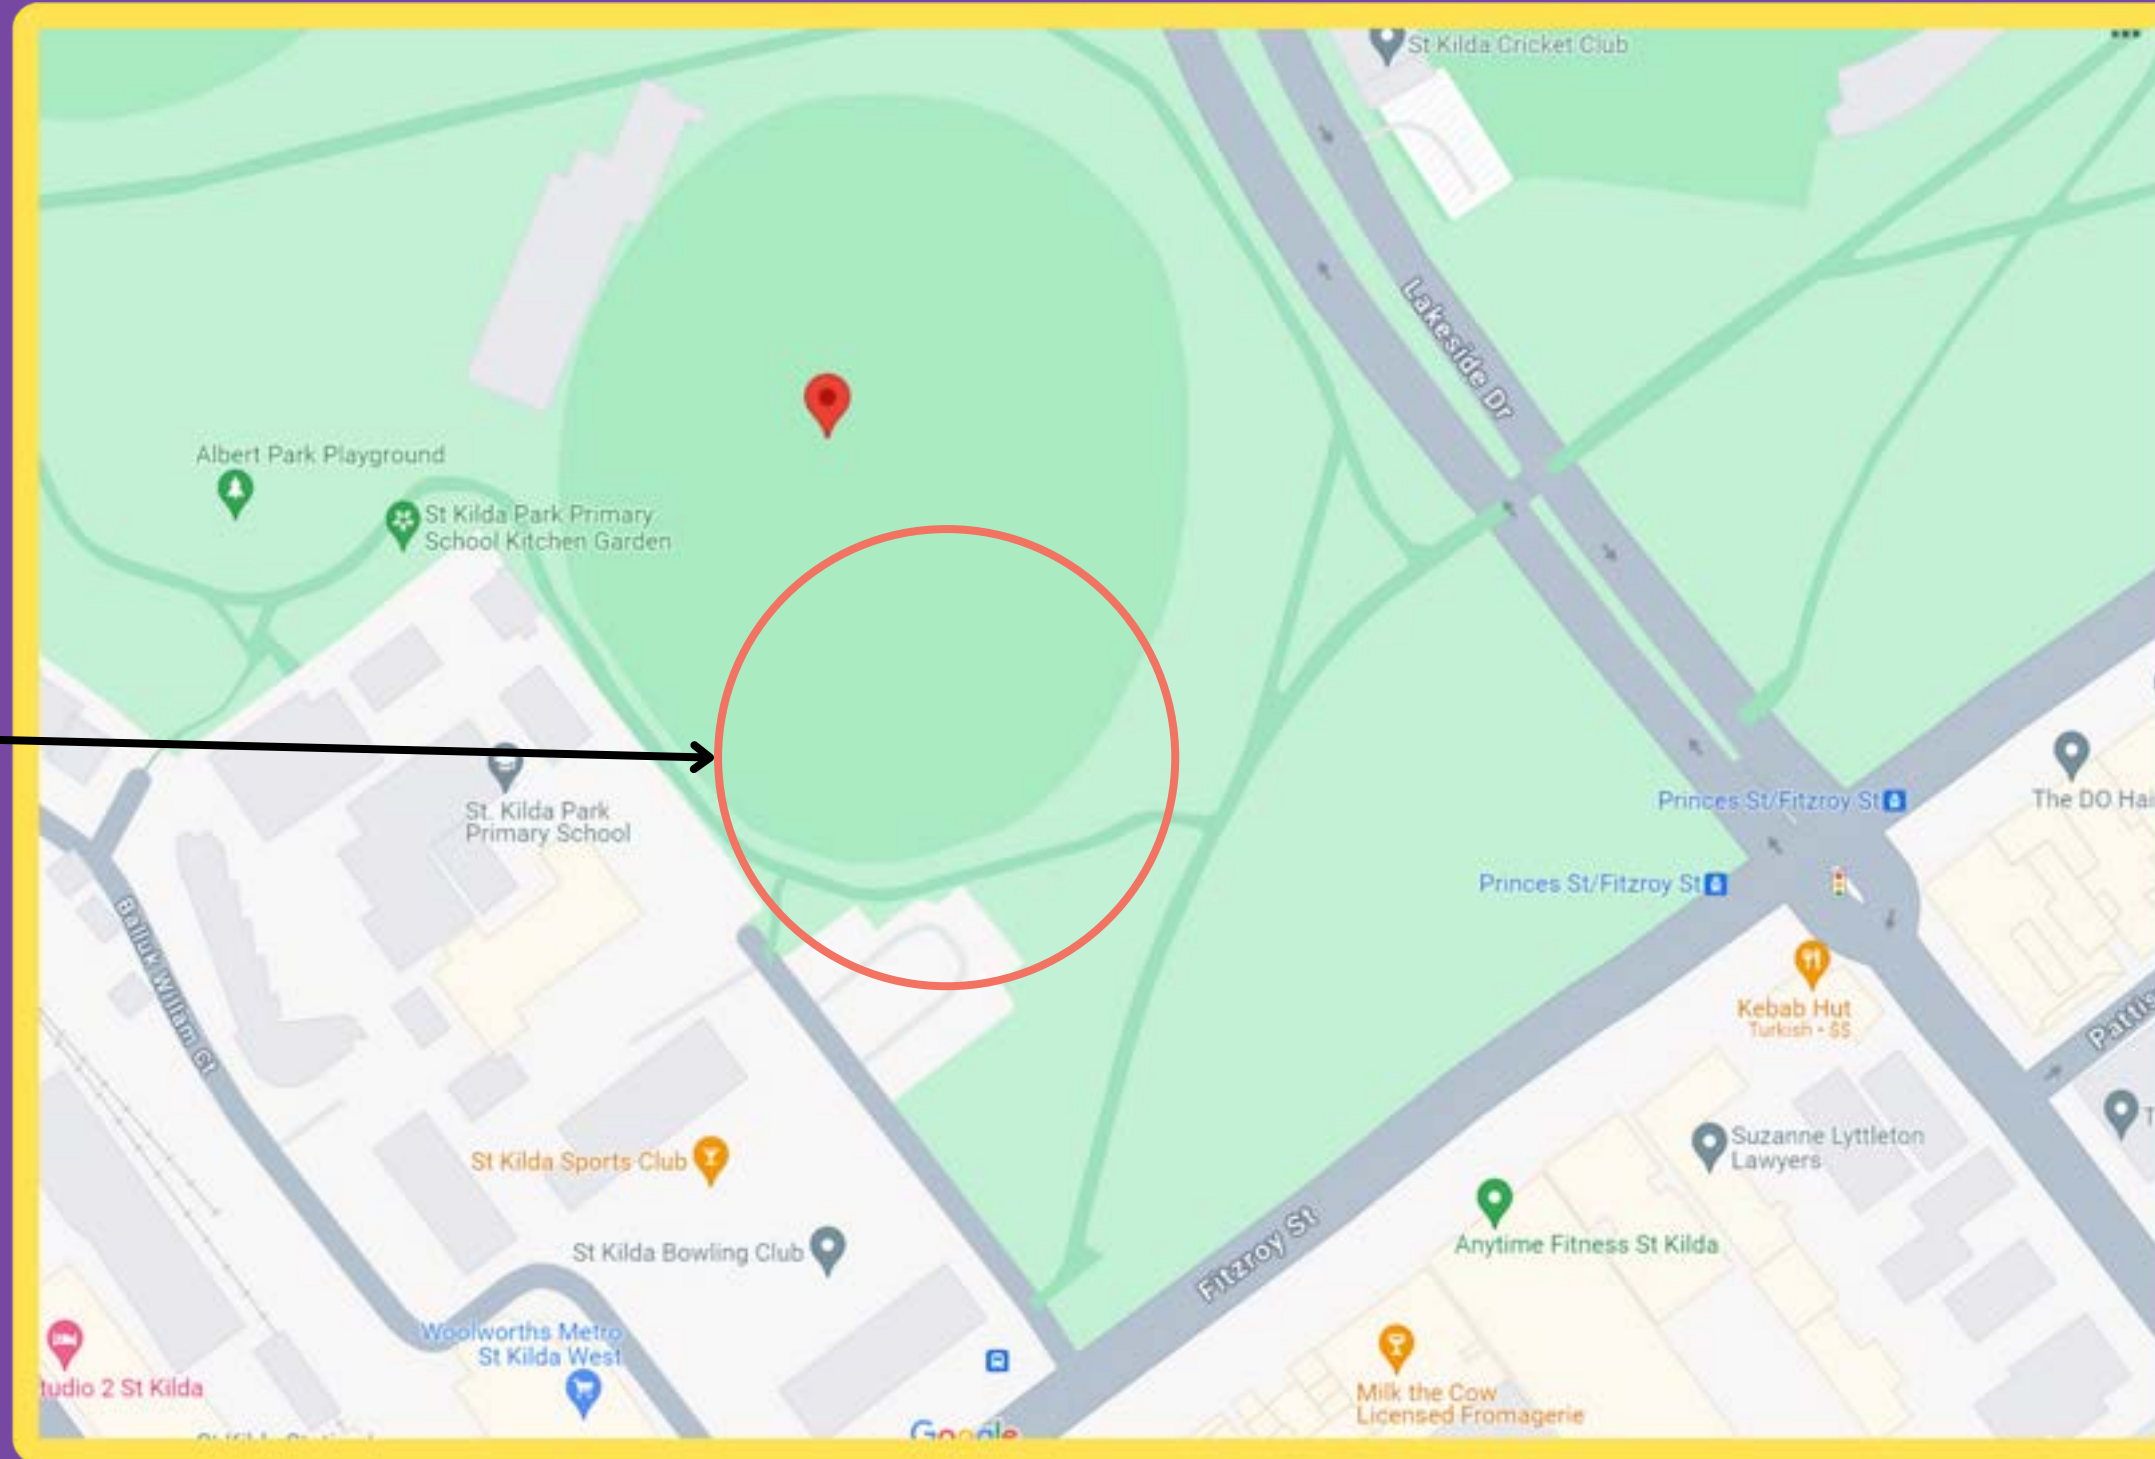 St Kilda Cricket Club
Lakeside Dr
Albert Park Playground
St Kilda Park Primary
School Kitchen Garden
St. Kilda Park
Primary School
Princes St/Fitzroy St
The DO Hai
Princes St/Fitzroy St
Balluk Willam Ct
Kebab Hut
Turkish • $$
Suzanne Lyttleton
Lawyers
St Kilda Sports Club
Fitzroy St
Anytime Fitness St Kilda
St Kilda Bowling Club
Woolworths Metro
St Kilda West
tudio 2 St Kilda
Milk the Cow
Licensed Fromagerie
Google